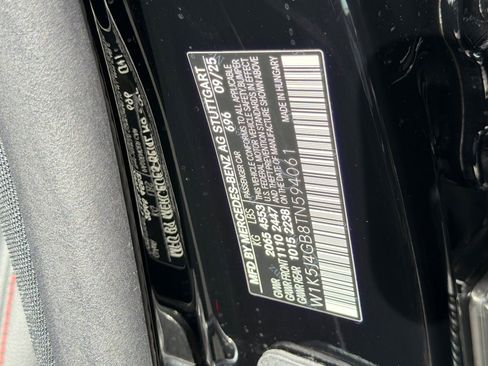 MFD BY MERCEDES-BENZ AG STUTTGART
PASSENGER CAR 696 09/25
KG LBS THIS VEHICLE CONFORMS TO ALL APPLICABLE
GVWR 2065 4553 FEDERAL MOTOR VEHICLE SAFETY, BUMPER
GAWR FRONT 1110 2447 AND THEFT PREVENTION STANDARDS IN EFFECT
GAWR REAR 1015 2238 ON THE DATE OF MANUFACTURE SHOWN ABOVE
MADE IN HUNGARY
W1K5J4GB8TN594061